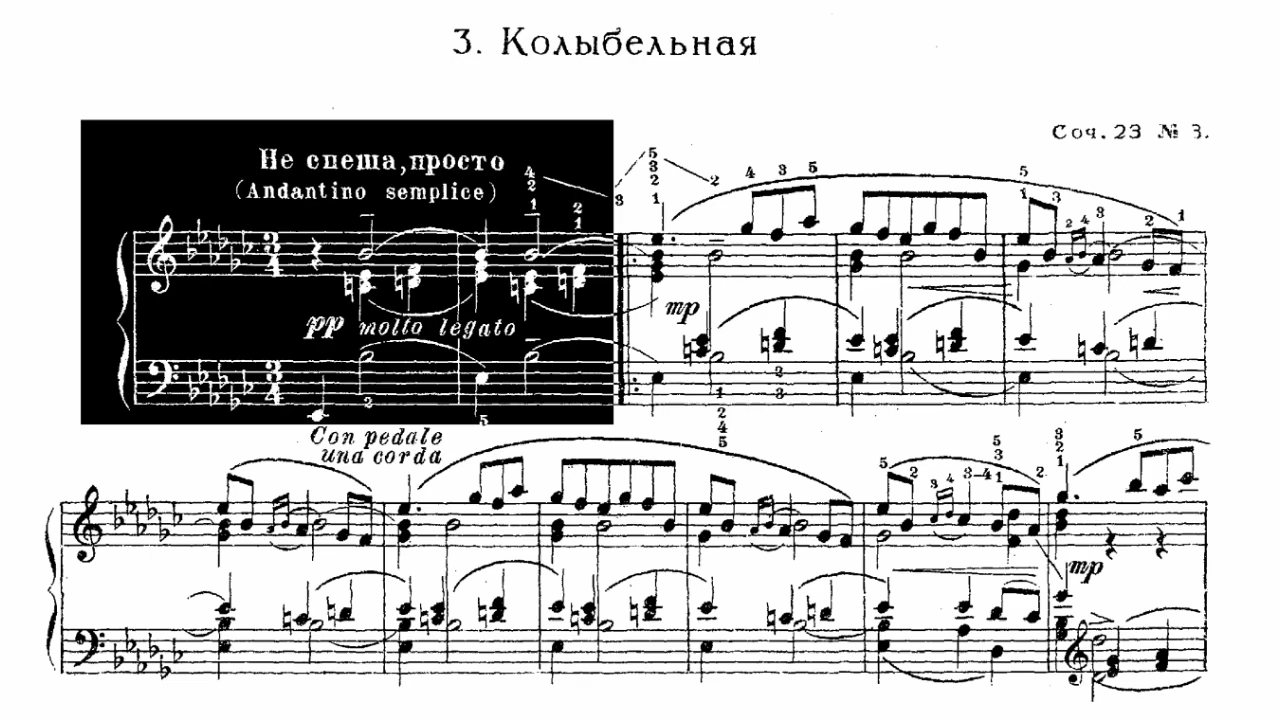 3. Колыбельная
Соч. 23 № 3.
Не спеша, просто
(Andantino semplice)
pp molto legato
mp
Con pedale
una corda
mp